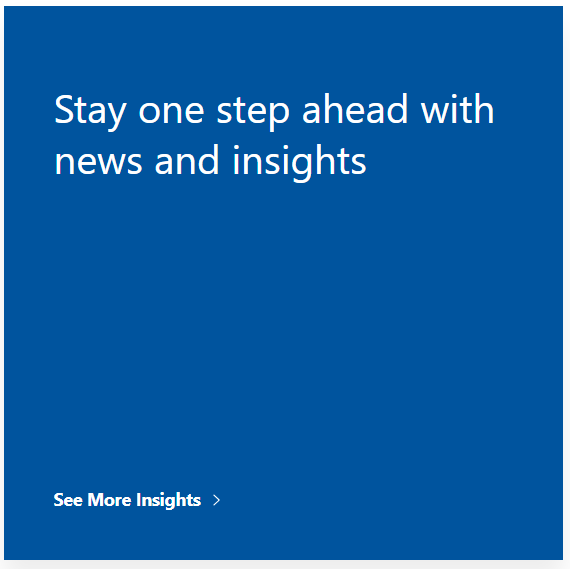 Stay one step ahead with
news and insights
See More Insights